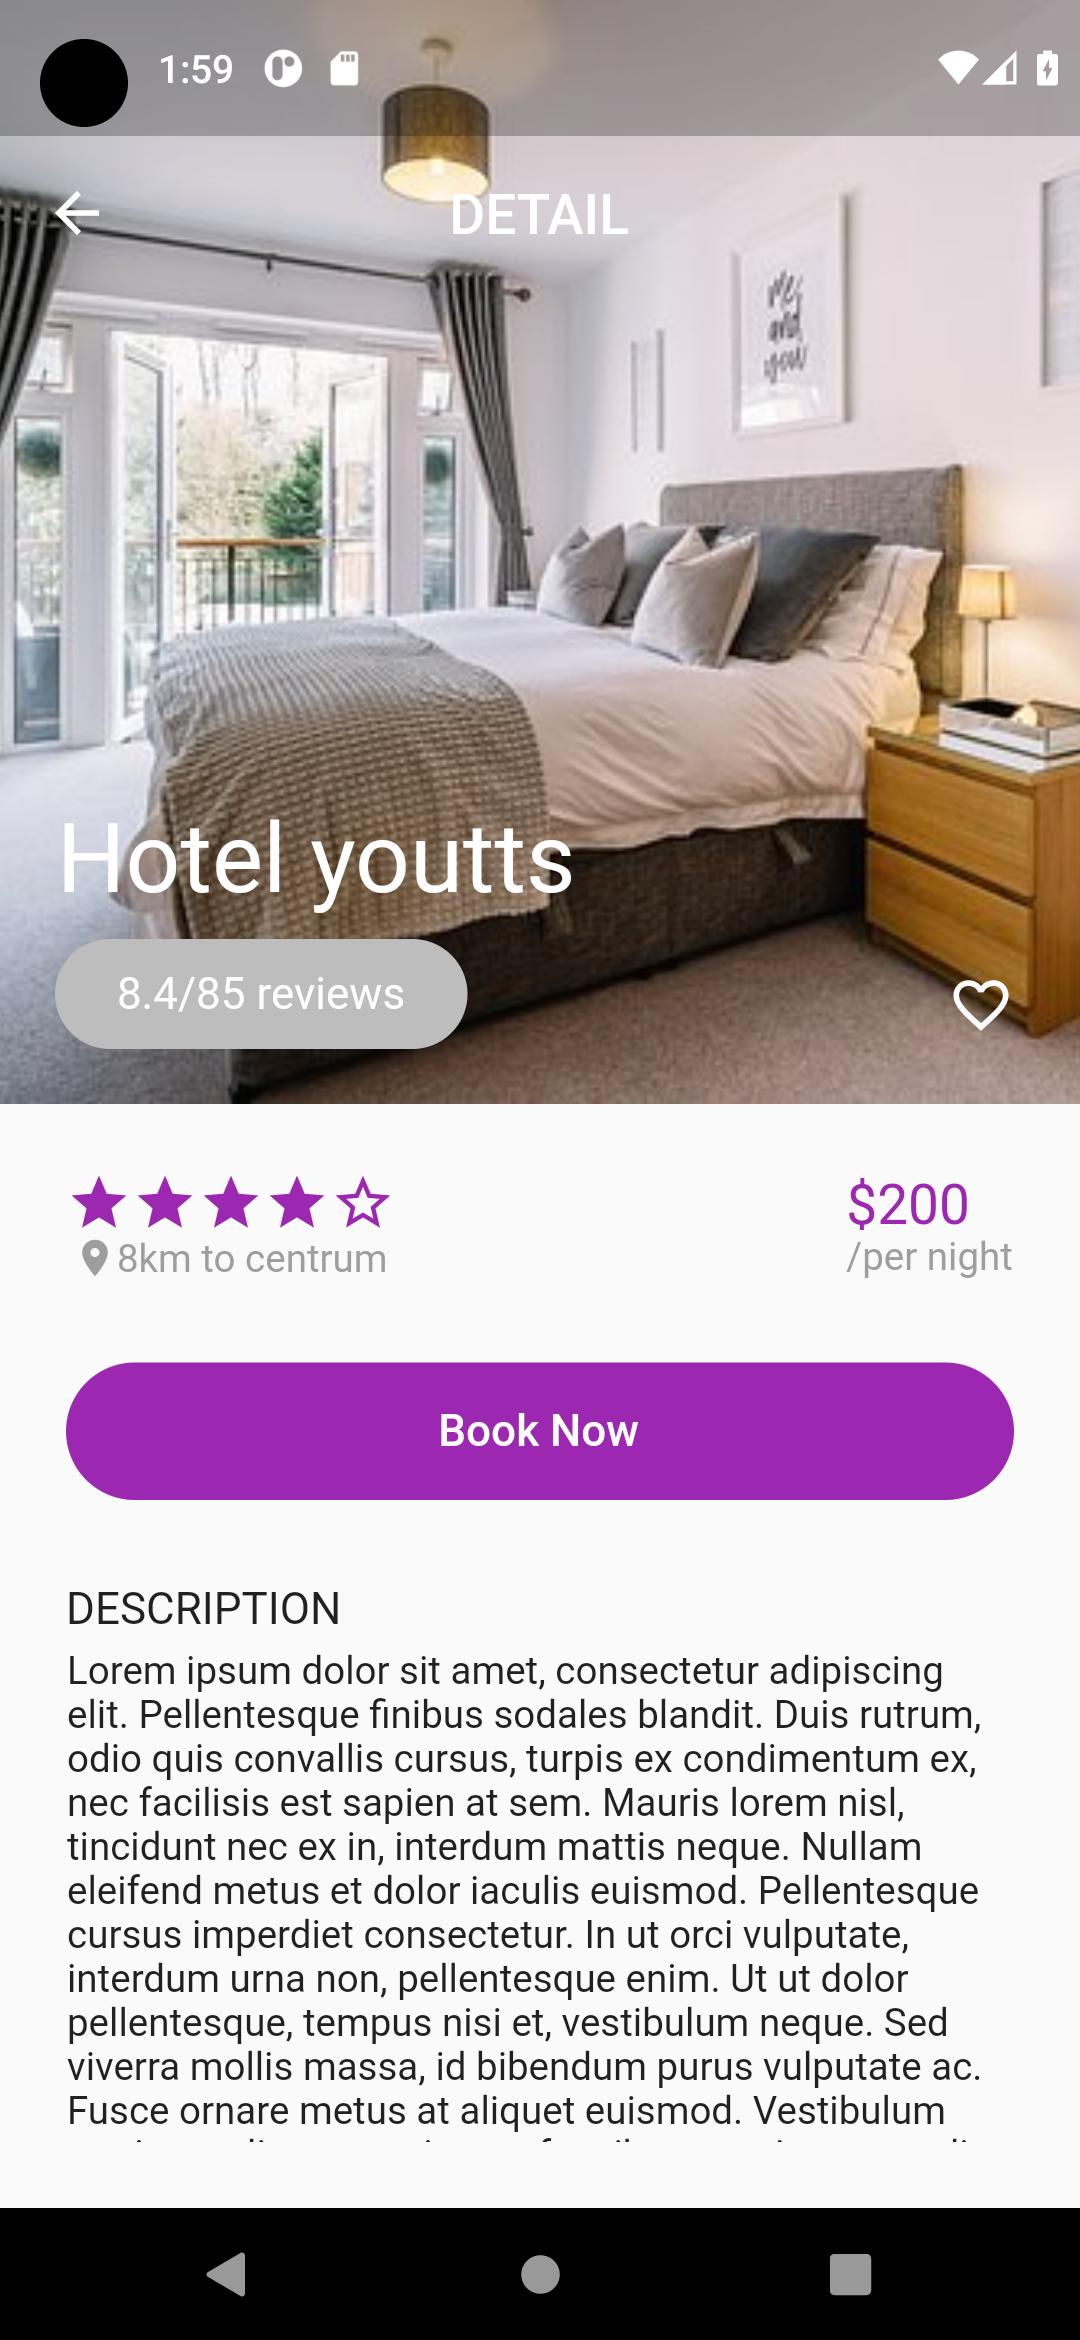 1:59
DETAIL
me,
and
you
Hotel youtts
8.4/85 reviews
$200
8km to centrum
/per night
Book Now
DESCRIPTION
Lorem ipsum dolor sit amet, consectetur adipiscing
elit. Pellentesque finibus sodales blandit. Duis rutrum,
odio quis convallis cursus, turpis ex condimentum ex,
nec facilisis est sapien at sem. Mauris lorem nisl,
tincidunt nec ex in, interdum mattis neque. Nullam
eleifend metus et dolor iaculis euismod. Pellentesque
cursus imperdiet consectetur. In ut orci vulputate,
interdum urna non, pellentesque enim. Ut ut dolor
pellentesque, tempus nisi et, vestibulum neque. Sed
viverra mollis massa, id bibendum purus vulputate ac.
Fusce ornare metus at aliquet euismod. Vestibulum